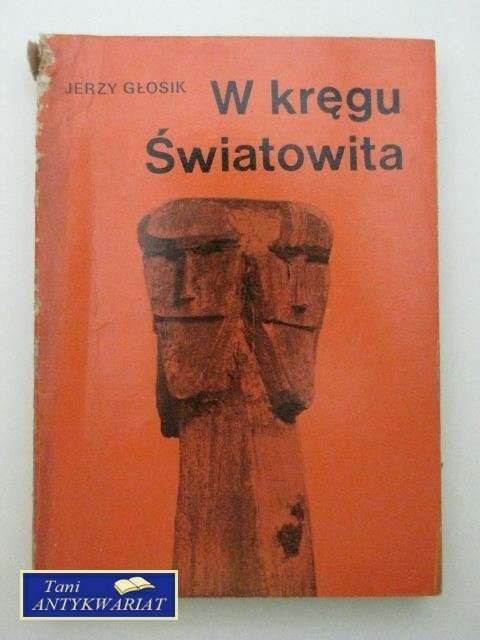 JERZY GŁOSIK
W kręgu
Światowita
Tani
ANTYKWARIAT